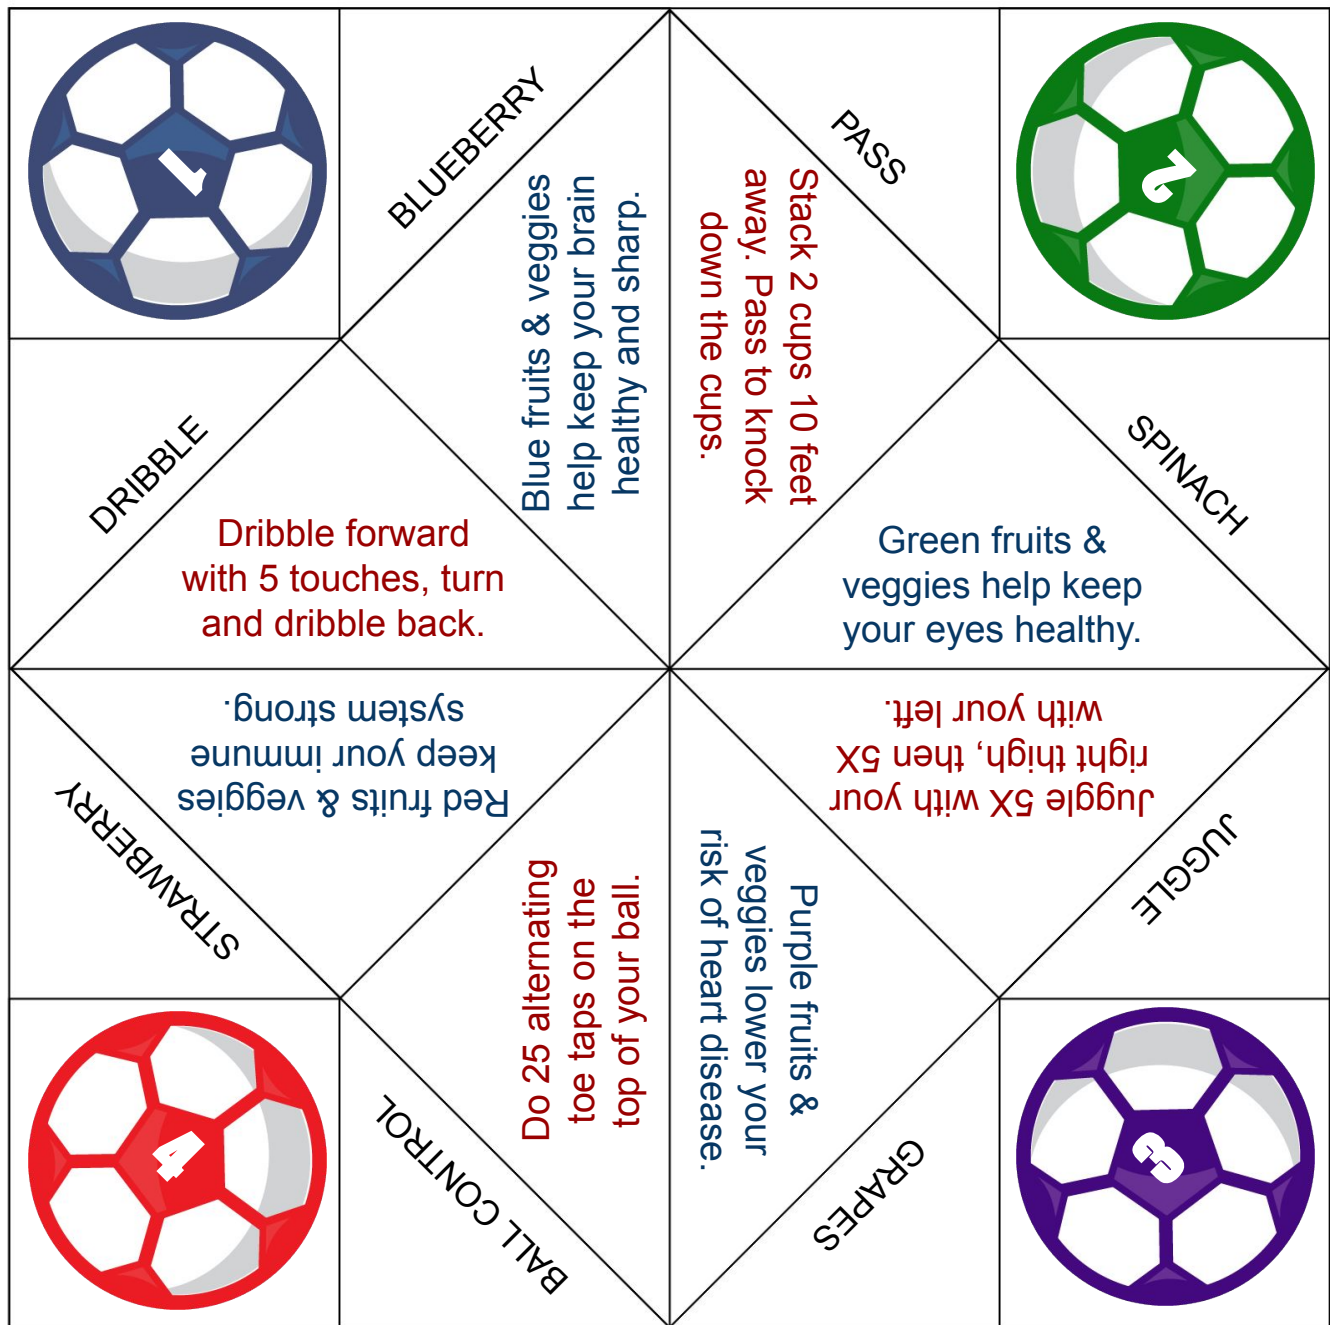 1
BLUEBERRY
Blue fruits & veggies
help keep your brain
healthy and sharp.
PASS
Stack 2 cups 10 feet
away. Pass to knock
down the cups.
2
DRIBBLE
Dribble forward
with 5 touches, turn
and dribble back.
SPINACH
Green fruits &
veggies help keep
your eyes healthy.
STRAWBERRY
Red fruits & veggies
keep your immune
system strong.
JUGGLE
Juggle 5X with your
right thigh, then 5X
with your left.
4
BALL CONTROL
Do 25 alternating
toe taps on the
top of your ball.
GRAPES
Purple fruits &
veggies lower your
risk of heart disease.
3